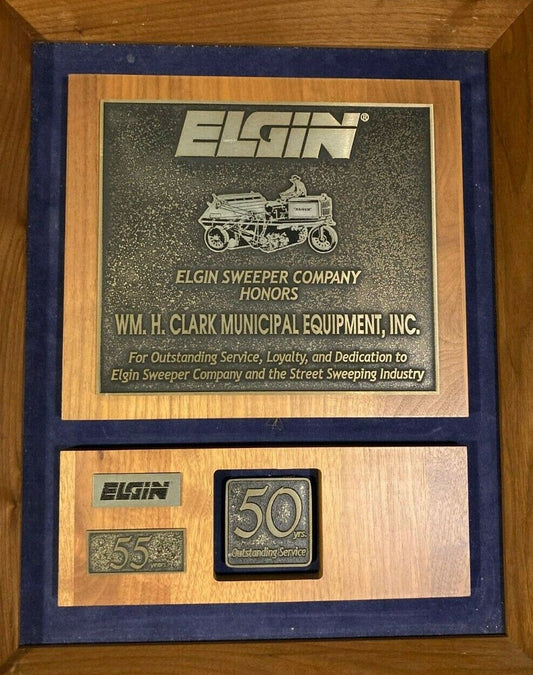 ELGIN®
ELGIN SWEEPER COMPANY
HONORS
WM. H. CLARK MUNICIPAL EQUIPMENT, INC.
For Outstanding Service, Loyalty, and Dedication to
Elgin Sweeper Company and the Street Sweeping Industry
ELGIN
55
years
50
yrs.
Outstanding Service